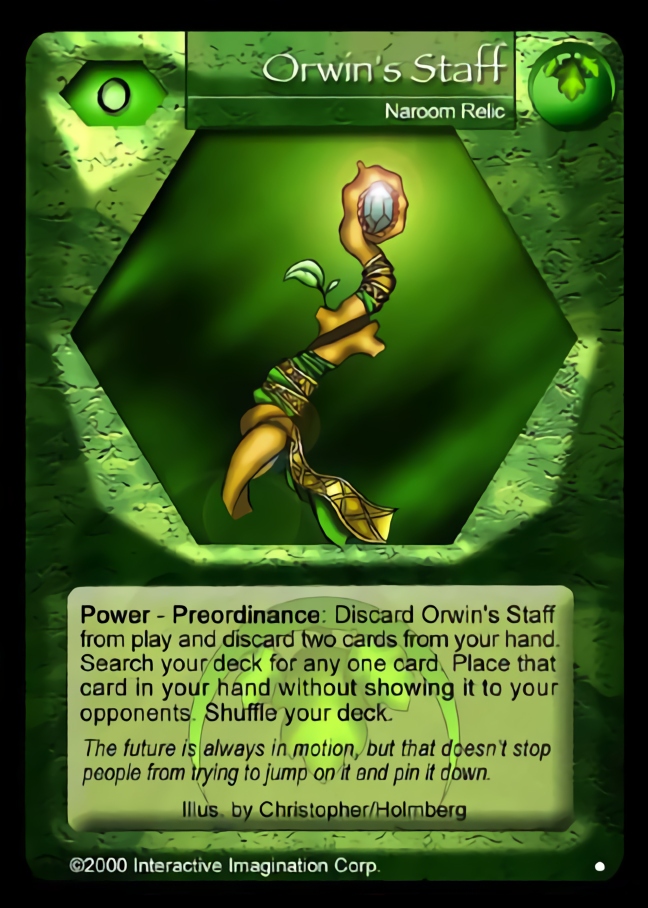 0
Orwin's Staff
Naroom Relic
Power - Preordinance: Discard Orwin's Staff
from play and discard two cards from your hand.
Search your deck for any one card. Place that
card in your hand without showing it to your
opponents. Shuffle your deck.
The future is always in motion, but that doesn't stop
people from trying to jump on it and pin it down.
Illus. by Christopher/Holmberg
©2000 Interactive Imagination Corp.